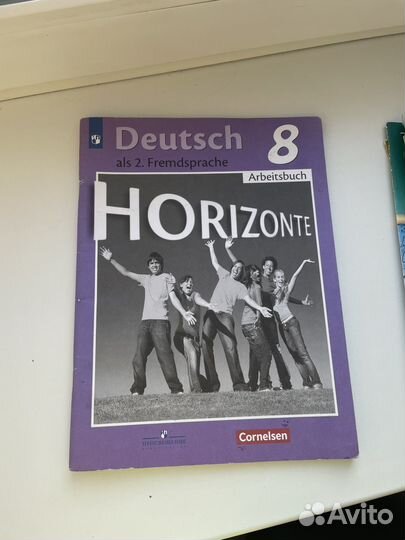 Deutsch 8
als 2. Fremdsprache
Arbeitsbuch
HORIZONTE
Cornelsen
Avito